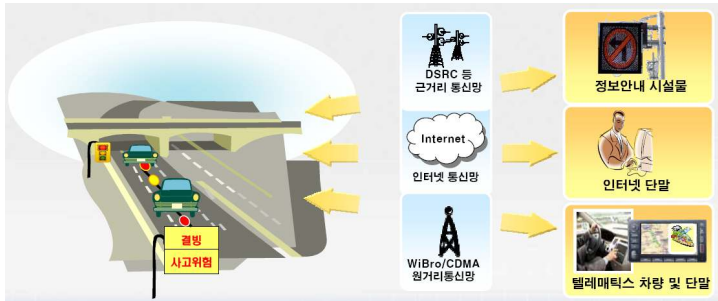 결빙
사고위험
DSRC 등
근거리 통신망
Internet
인터넷 통신망
WiBro/CDMA
원거리통신망
정보안내 시설물
인터넷 단말
텔레매틱스 차량 및 단말